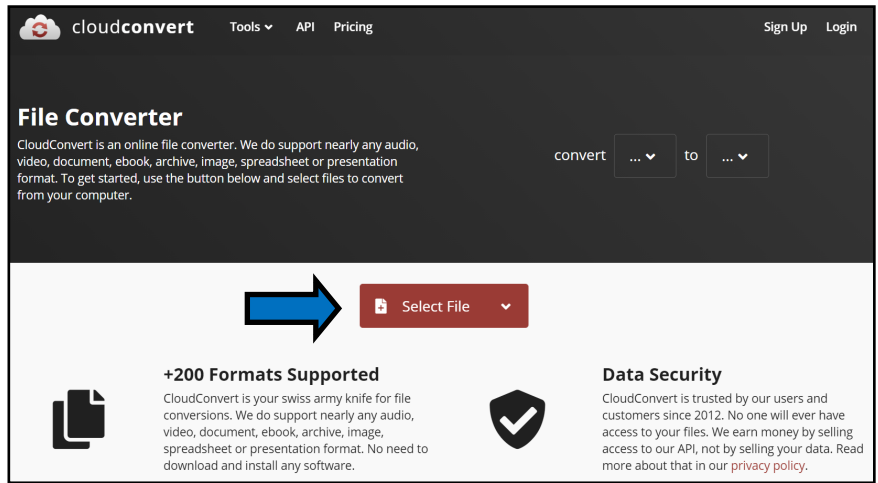 cloudconvert Tools API Pricing Sign Up Login
File Converter
CloudConvert is an online file converter. We do support nearly any audio,
video, document, ebook, archive, image, spreadsheet or presentation
format. To get started, use the button below and select files to convert
from your computer.
convert ... to ...
Select File
+200 Formats Supported
CloudConvert is your swiss army knife for file
conversions. We do support nearly any audio,
video, document, ebook, archive, image,
spreadsheet or presentation format. No need to
download and install any software.
Data Security
CloudConvert is trusted by our users and
customers since 2012. No one will ever have
access to your files. We earn money by selling
access to our API, not by selling your data. Read
more about that in our privacy policy.